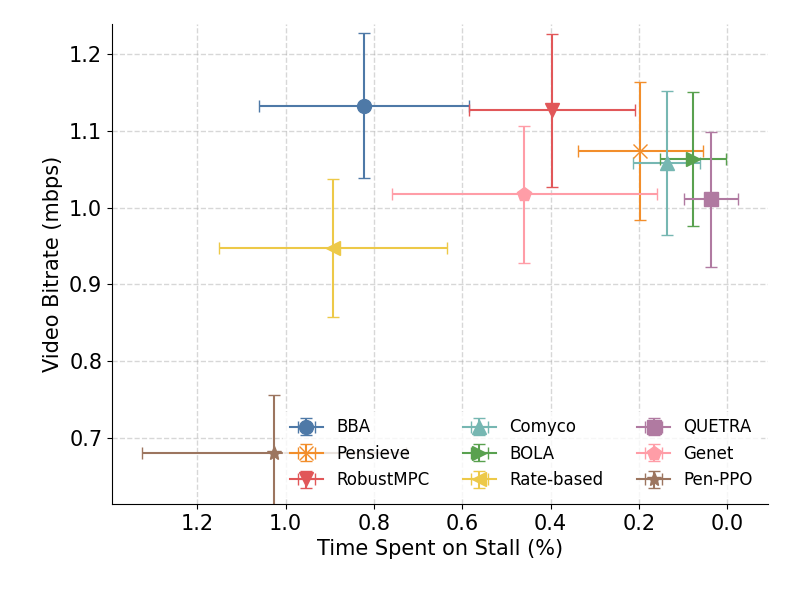 1.2
1.1
1.0
0.9
0.8
0.7
Video Bitrate (mbps)
BBA Comyco QUETRA
Pensieve BOLA Genet
RobustMPC Rate-based Pen-PPO
1.2 1.0 0.8 0.6 0.4 0.2 0.0
Time Spent on Stall (%)